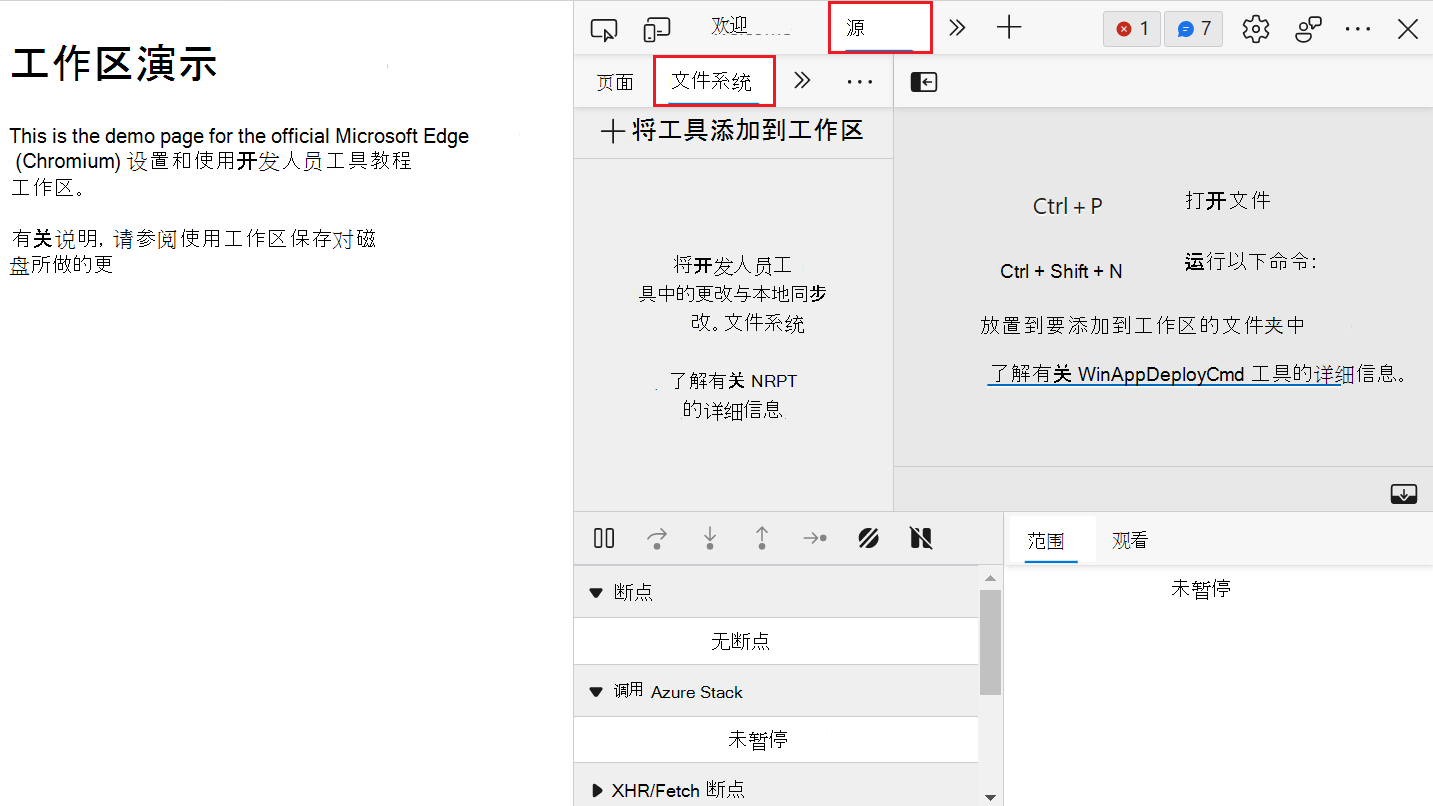 工作区演示
This is the demo page for the official Microsoft Edge
(Chromium) 设置和使用开发人员工具教程
工作区。
有关说明, 请参阅使用工作区保存对磁
盘所做的更
欢迎
源
1
7
页面
文件系统
将工具添加到工作区
将开发人员工
具中的更改与本地同步
改。文件系统
了解有关 NRPT
的详细信息
Ctrl + P
打开文件
Ctrl + Shift + N
运行以下命令:
放置到要添加到工作区的文件夹中
了解有关 WinAppDeployCmd 工具的详细信息。
断点
无断点
调用 Azure Stack
未暂停
XHR/Fetch 断点
范围
观看
未暂停